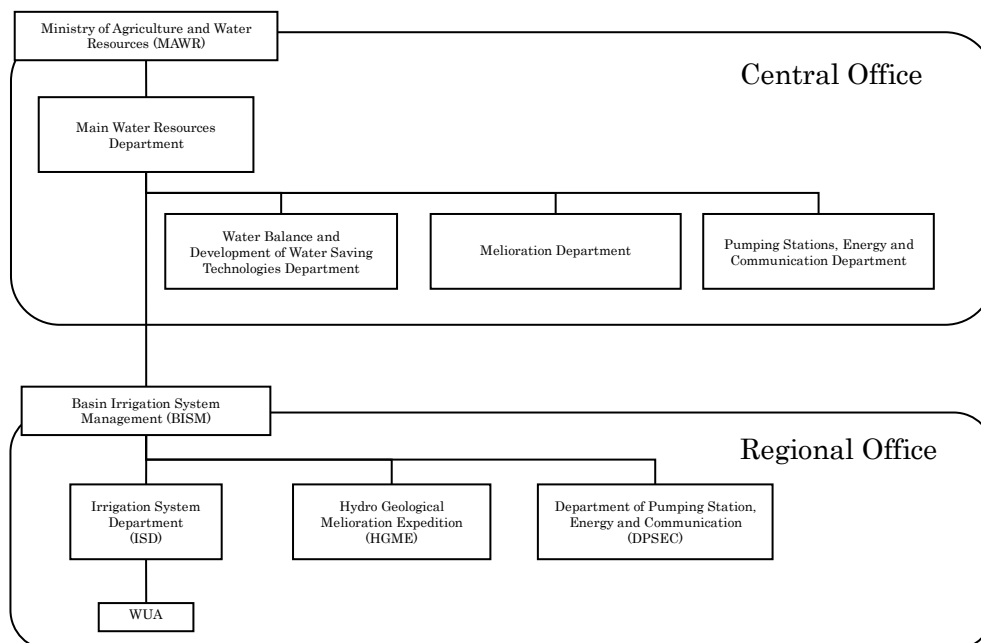 Ministry of Agriculture and Water
Resources (MAWR)
Central Office
Main Water Resources
Department
Water Balance and
Development of Water Saving
Technologies Department
Melioration Department
Pumping Stations, Energy and
Communication Department
Basin Irrigation System
Management (BISM)
Regional Office
Irrigation System
Department
(ISD)
Hydro Geological
Melioration Expedition
(HGME)
Department of Pumping Station,
Energy and Communication
(DPSEC)
WUA